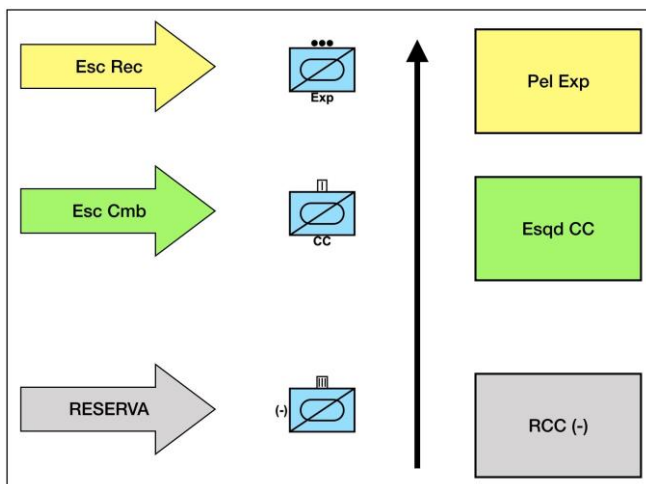 Esc Rec
Exp
Pel Exp
Esc Cmb
I
CC
Esqd CC
RESERVA
III
(-)
RCC (-)